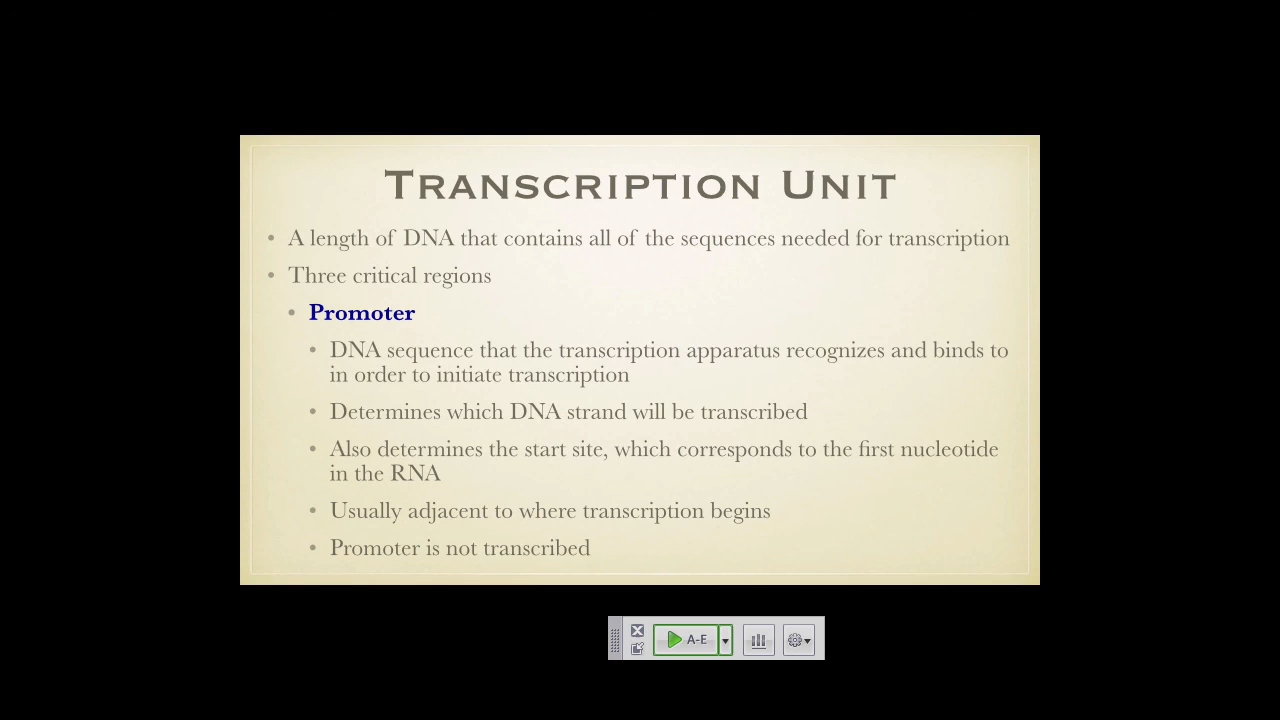 Transcription Unit
• A length of DNA that contains all of the sequences needed for transcription
• Three critical regions
• Promoter
• DNA sequence that the transcription apparatus recognizes and binds to
in order to initiate transcription
• Determines which DNA strand will be transcribed
• Also determines the start site, which corresponds to the first nucleotide
in the RNA
• Usually adjacent to where transcription begins
• Promoter is not transcribed
A-E